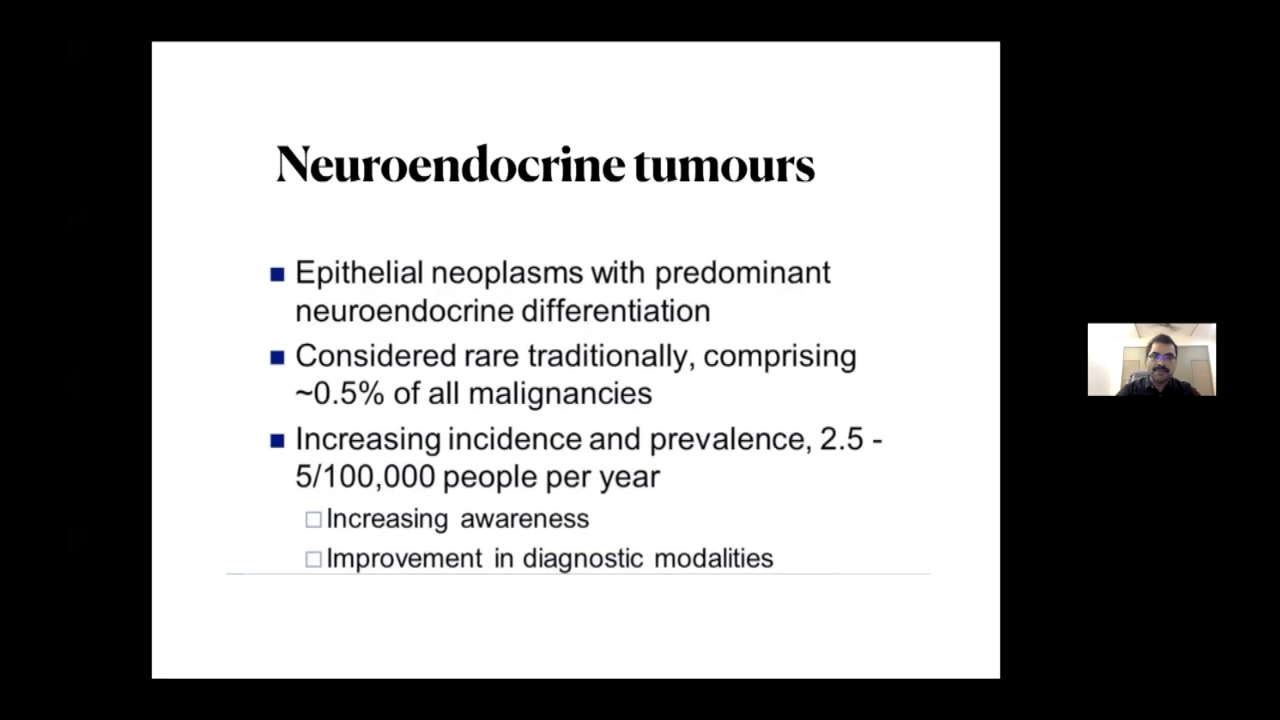 Neuroendocrine tumours
Epithelial neoplasms with predominant
neuroendocrine differentiation
Considered rare traditionally, comprising
~0.5% of all malignancies
Increasing incidence and prevalence, 2.5 -
5/100,000 people per year
Increasing awareness
Improvement in diagnostic modalities